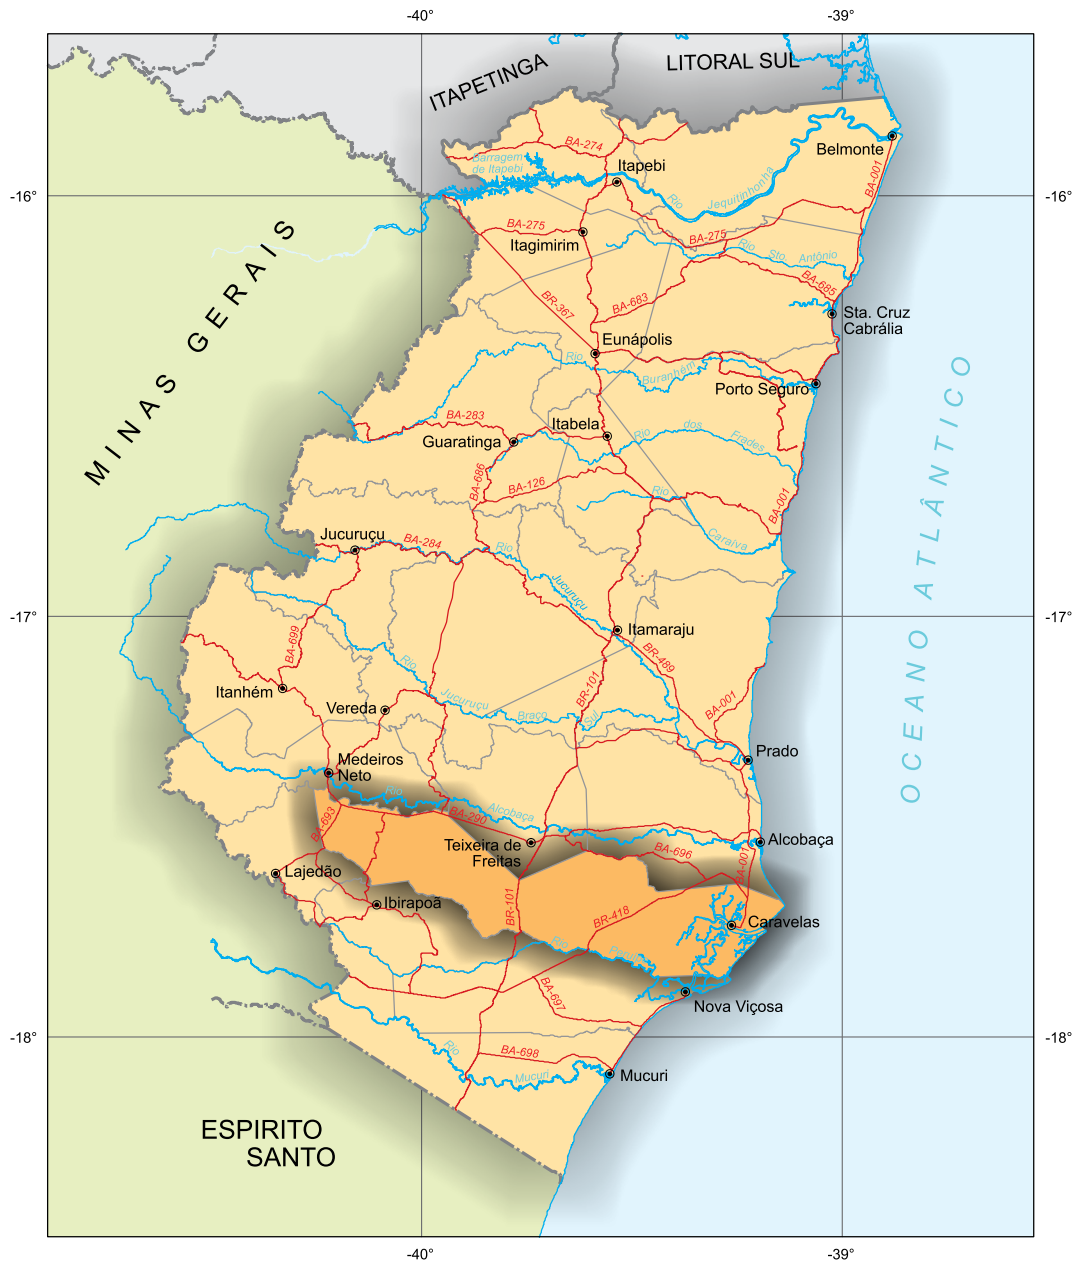 -40°
-39°
ITAPETINGA
LITORAL SUL
BA-274
Barragem
de Itapebi
Itapebi
Belmonte
BA-001
Rio
Jequitinhonha
-16°
-16°
BA-275
Itagimirim
BA-275
Rio
Sto. Antônio
MINAS GERAIS
BR-367
BA-683
BA-685
Sta. Cruz
Cabrália
Eunápolis
Rio
Buranhém
Porto Seguro
OCEANO ATLÂNTICO
BA-283
Guaratinga
Itabela
Rio
dos
Frades
BA-686
BA-126
Rio
Caraíva
BA-001
Jucuruçu
BA-284
Rio
Jucuruçu
-17°
-17°
Itamaraju
BA-699
BR-489
Itanhém
Rio
Jucuruçu
Braço
Sul
BR-101
BA-001
Vereda
Prado
Medeiros
Neto
Rio
Alcobaça
BA-290
BA-693
Teixeira de
Freitas
Alcobaça
BA-696
BA-001
Lajedão
Ibirapoã
BR-101
BR-418
Caravelas
Rio
BA-697
Nova Viçosa
-18°
-18°
Rio
BA-698
Mucuri
Mucuri
ESPIRITO
SANTO
-40°
-39°